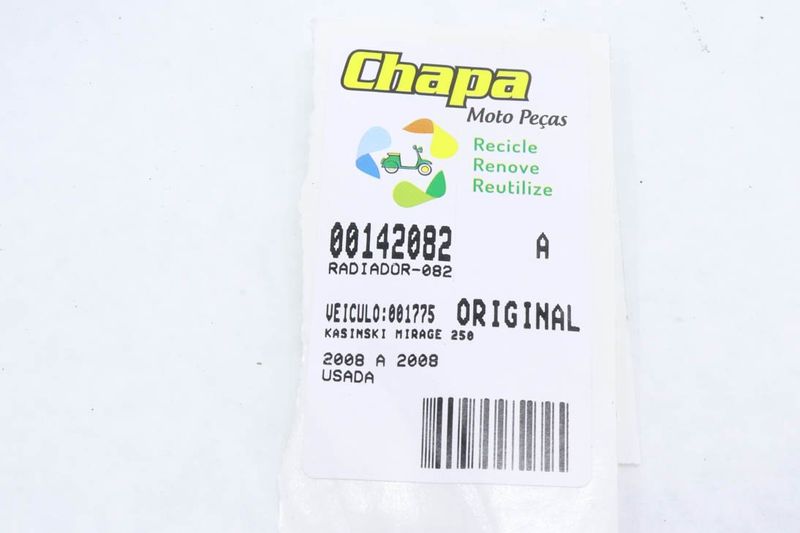 Chapa
Moto Peças
Recicle
Renove
Reutilize
00142082 A
RADIADOR-082
VEICULO:001775 ORIGINAL
KASINSKI MIRAGE 250
2008 A 2008
USADA